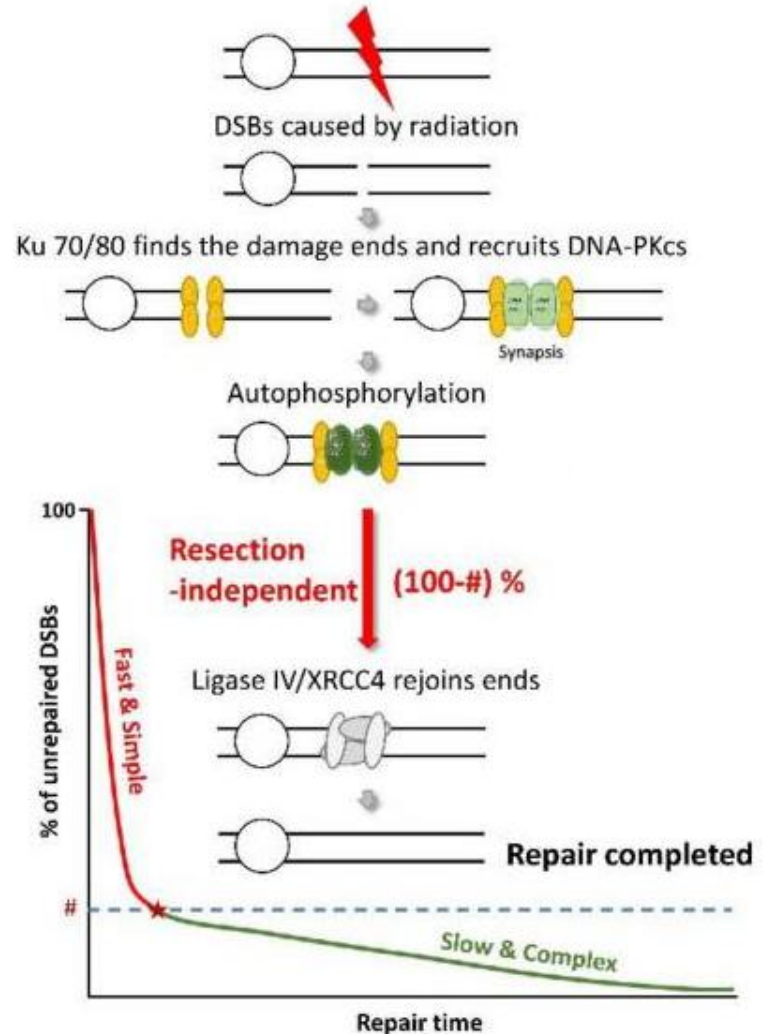 DSBs caused by radiation
Ku 70/80 finds the damage ends and recruits DNA-PKcs
Synapsis
Autophosphorylation
100
Resection
-independent
(100-#) %
Ligase IV/XRCC4 rejoins ends
Fast & Simple
% of unrepaired DSBs
Repair completed
#
Slow & Complex
Repair time